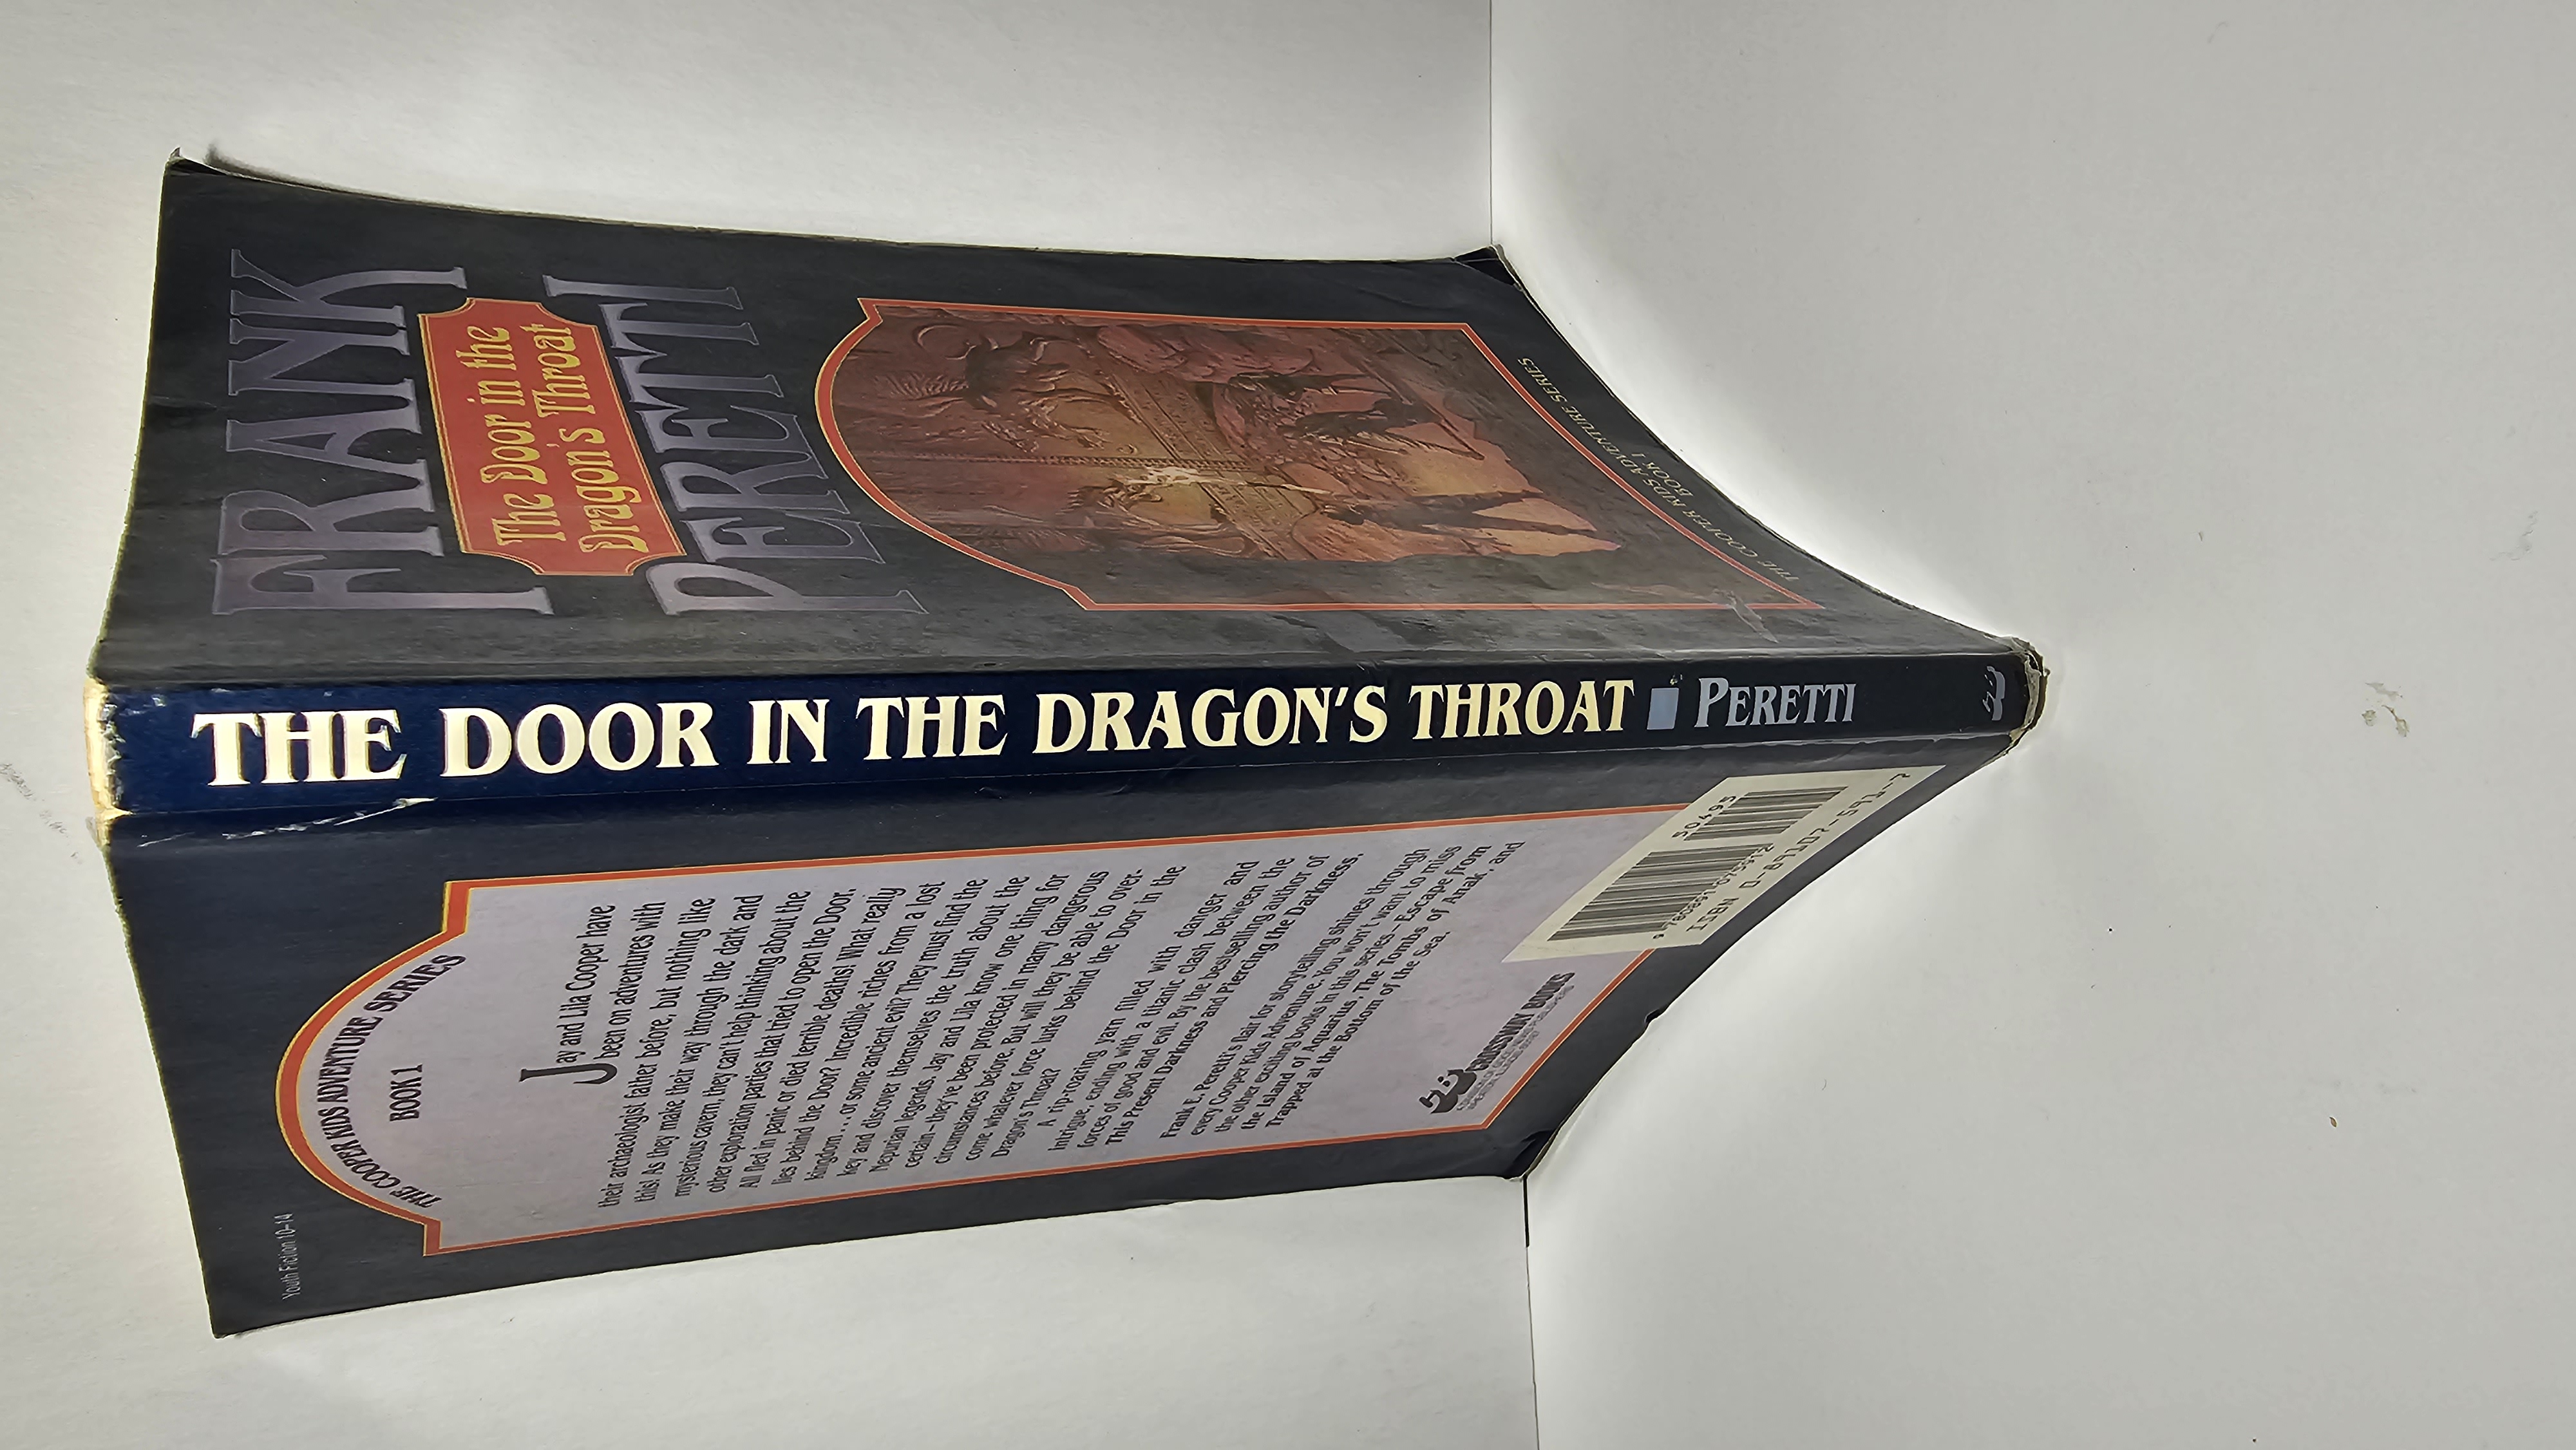 Youth Fiction 10–14
THE COOPER KIDS ADVENTURE SERIES
BOOK 1
Jay and Lila Cooper have
been on adventures with
their archaeologist father before, but nothing like
this! As they make their way through the dark and
mysterious cavern, they can't help thinking about the
other exploration parties that tried to open the Door.
All fled in panic or died terrible deaths! What really
lies behind the Door? Incredible riches from a lost
kingdom . . . or some ancient evil? They must find the
key and discover themselves the truth about the
Nepurian legends. Jay and Lila know one thing for
certain – they've been protected in many dangerous
circumstances before. But will they be able to over-
come whatever force lurks behind the Door in the
Dragon's Throat?
A rip-roaring yarn filled with danger and
intrigue, ending with a titanic clash between the
forces of good and evil. By the bestselling author of
This Present Darkness and Piercing the Darkness.
Frank E. Peretti's flair for storytelling shines through
every Cooper Kids Adventure. You won't want to miss
the other exciting books in this series – Escape from
the Island of Aquarius, The Tombs of Anak, and
Trapped at the Bottom of the Sea.
CB
CROSSWAY BOOKS
50495
9 780891 075912
ISBN 0-89107-591-7
THE DOOR IN THE DRAGON'S THROAT PERETTI
CB
FRANK
The Door in the
Dragon's Throat
PERETTI
THE COOPER KIDS ADVENTURE SERIES
BOOK 1